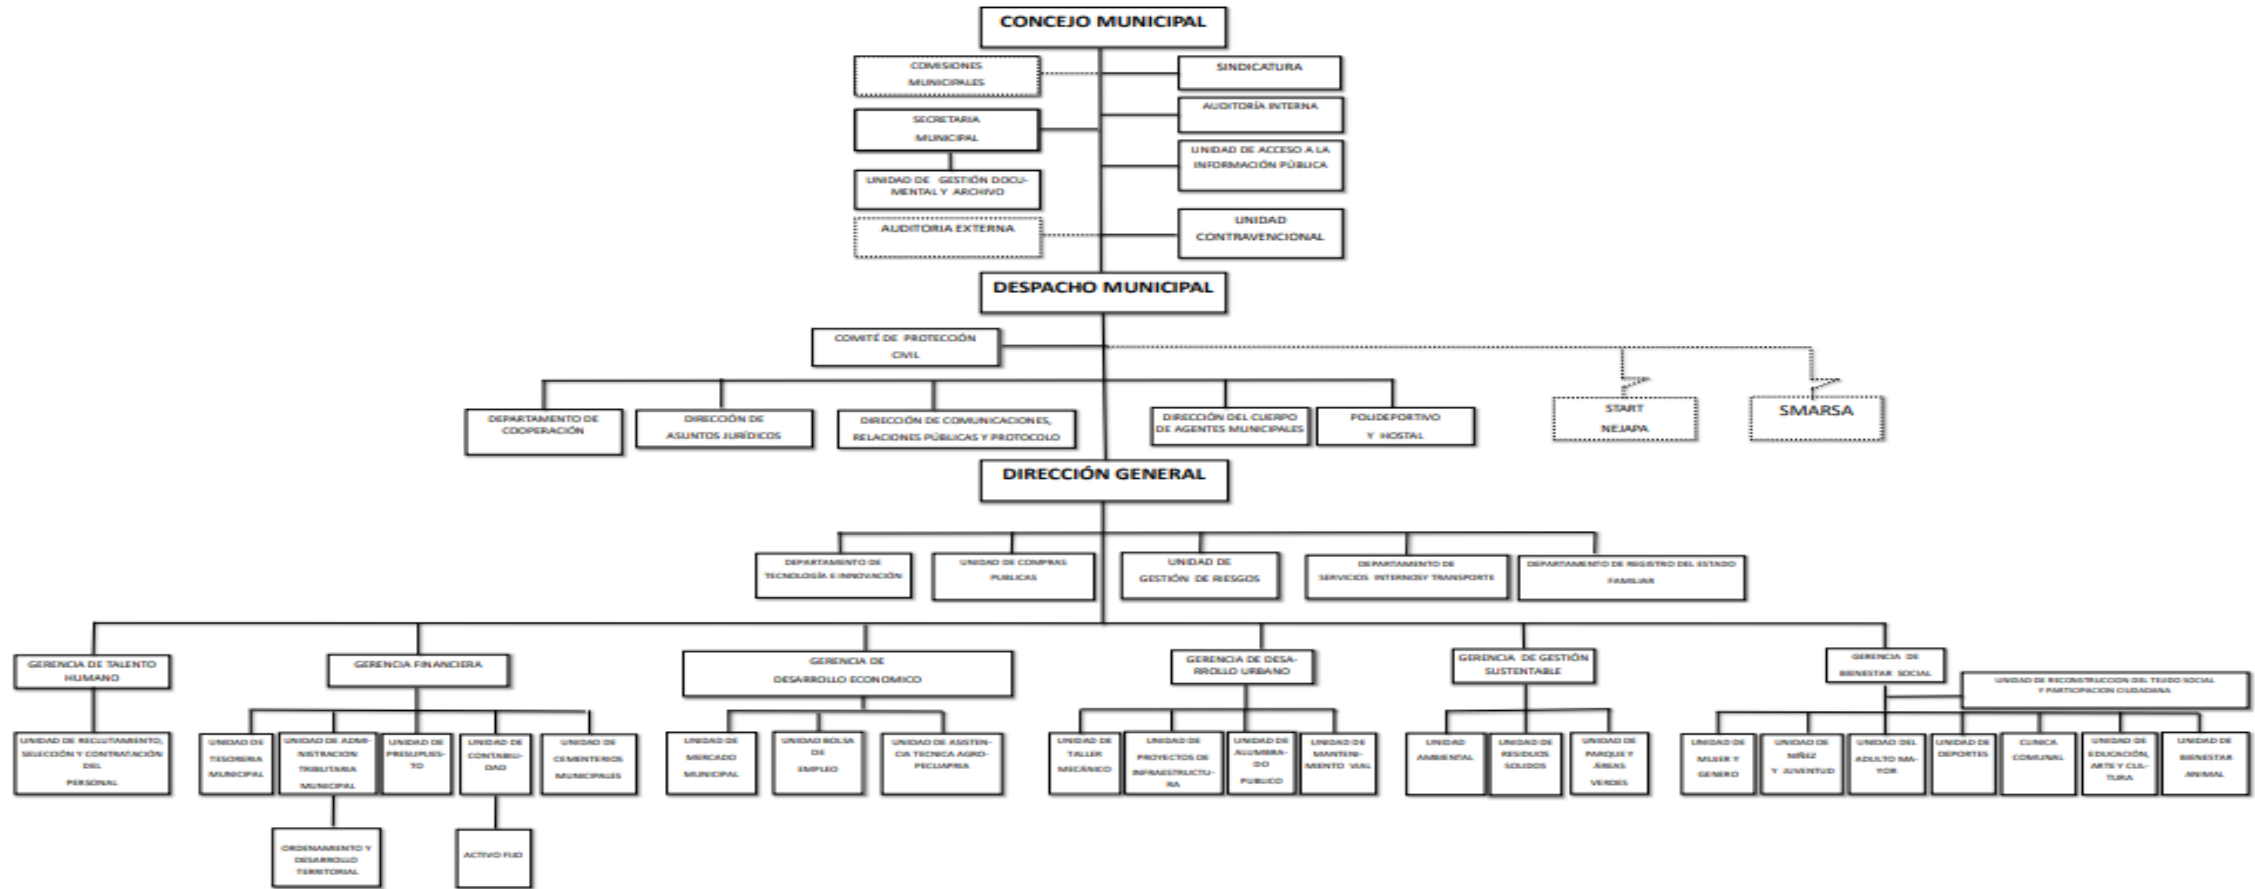 CONCEJO MUNICIPAL
COMISIONES
MUNICIPALES
SINDICATURA
AUDITORÍA INTERNA
SECRETARIA
MUNICIPAL
UNIDAD DE ACCESO A LA
INFORMACIÓN PÚBLICA
UNIDAD DE GESTIÓN DOCU-
MENTAL Y ARCHIVO
AUDITORIA EXTERNA
UNIDAD
CONTRAVENCIONAL
DESPACHO MUNICIPAL
COMITÉ DE PROTECCIÓN
CIVIL
DEPARTAMENTO DE
COOPERACIÓN
DIRECCIÓN DE
ASUNTOS JURÍDICOS
DIRECCIÓN DE COMUNICACIONES,
RELACIONES PÚBLICAS Y PROTOCOLO
DIRECCIÓN DEL CUERPO
DE AGENTES MUNICIPALES
POLIDEPORTIVO
Y HOSTAL
START
NEJAPA
SMARSA
DIRECCIÓN GENERAL
DEPARTAMENTO DE
TECNOLOGÍA E INNOVACIÓN
UNIDAD DE COMPRAS
PUBLICAS
UNIDAD DE
GESTIÓN DE RIESGOS
DEPARTAMENTO DE
SERVICIOS INTERNOSY TRANSPORTE
DEPARTAMENTO DE REGISTRO DEL ESTADO
FAMILIAR
GERENCIA DE TALENTO
HUMANO
GERENCIA FINANCIERA
GERENCIA DE
DESARROLLO ECONOMICO
GERENCIA DE DESA-
RROLLO URBANO
GERENCIA DE GESTIÓN
SUSTENTABLE
GERENCIA DE
BIENESTAR SOCIAL
UNIDAD DE RECONSTRUCCION DEL TEJIDO SOCIAL
Y PARTICIPACION CIUDADANA
UNIDAD DE RECLUTAMIENTO,
SELECCIÓN Y CONTRATACIÓN
DEL
PERSONAL
UNIDAD DE
TESORERIA
MUNICIPAL
UNIDAD DE ADMI-
NISTRACION
TRIBUTARIA
MUNICIPAL
UNIDAD DE
PRESUPUES-
TO
UNIDAD DE
CONTABILI-
DAD
UNIDAD DE
CEMENTERIOS
MUNICIPALES
UNIDAD DE
MERCADO
MUNICIPAL
UNIDAD BOLSA
DE
EMPLEO
UNIDAD DE ASISTEN-
CIA TECNICA AGRO-
PECUAPRIA
UNIDAD DE
TALLER
MECÁNICO
UNIDAD DE
PROYECTOS DE
INFRAESTRUCTU-
RA
UNIDAD DE
ALUMBRA-
DO
PUBLICO
UNIDAD DE
MANTENI-
MIENTO VIAL
UNIDAD
AMBIENTAL
UNIDAD DE
RESIDUOS
SOLIDOS
UNIDAD DE
PARQUE Y
ÁREAS
VERDES
UNIDAD DE
MUJER Y
GENERO
UNIDAD DE
NIÑEZ
Y JUVENTUD
UNIDAD DEL
ADULTO MA-
YOR
UNIDAD DE
DEPORTES
CLINICA
COMUNAL
UNIDAD DE
EDUCACIÓN,
ARTE Y CUL-
TURA
UNIDAD DE
BIENESTAR
ANIMAL
ORDENAMIENTO Y
DESARROLLO
TERRITORIAL
ACTIVO FIJO